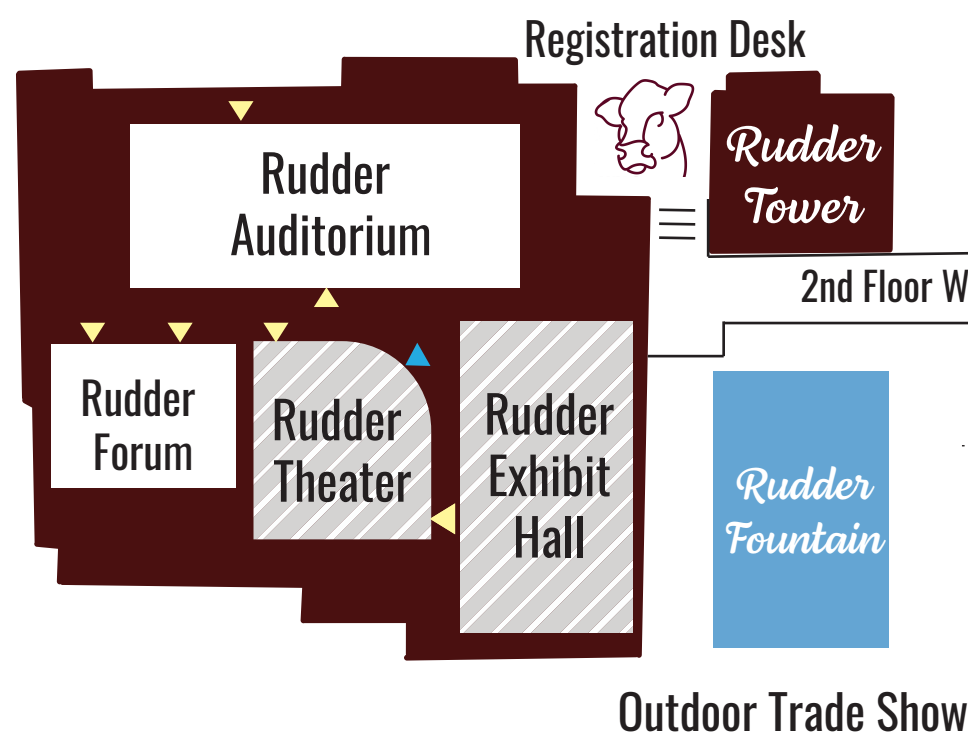 Registration Desk
Rudder
Tower
Rudder
Auditorium
2nd Floor W
Rudder
Forum
Rudder
Theater
Rudder
Exhibit
Hall
Rudder
Fountain
Outdoor Trade Show